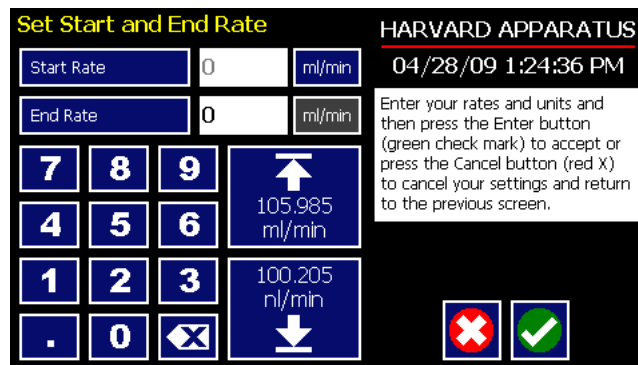 Set Start and End Rate
Start Rate 0 ml/min
End Rate 0 ml/min
7 8 9
4 5 6
1 2 3
. 0
105.985
ml/min
100.205
nl/min
HARVARD APPARATUS
04/28/09 1:24:36 PM
Enter your rates and units and
then press the Enter button
(green check mark) to accept or
press the Cancel button (red X)
to cancel your settings and return
to the previous screen.